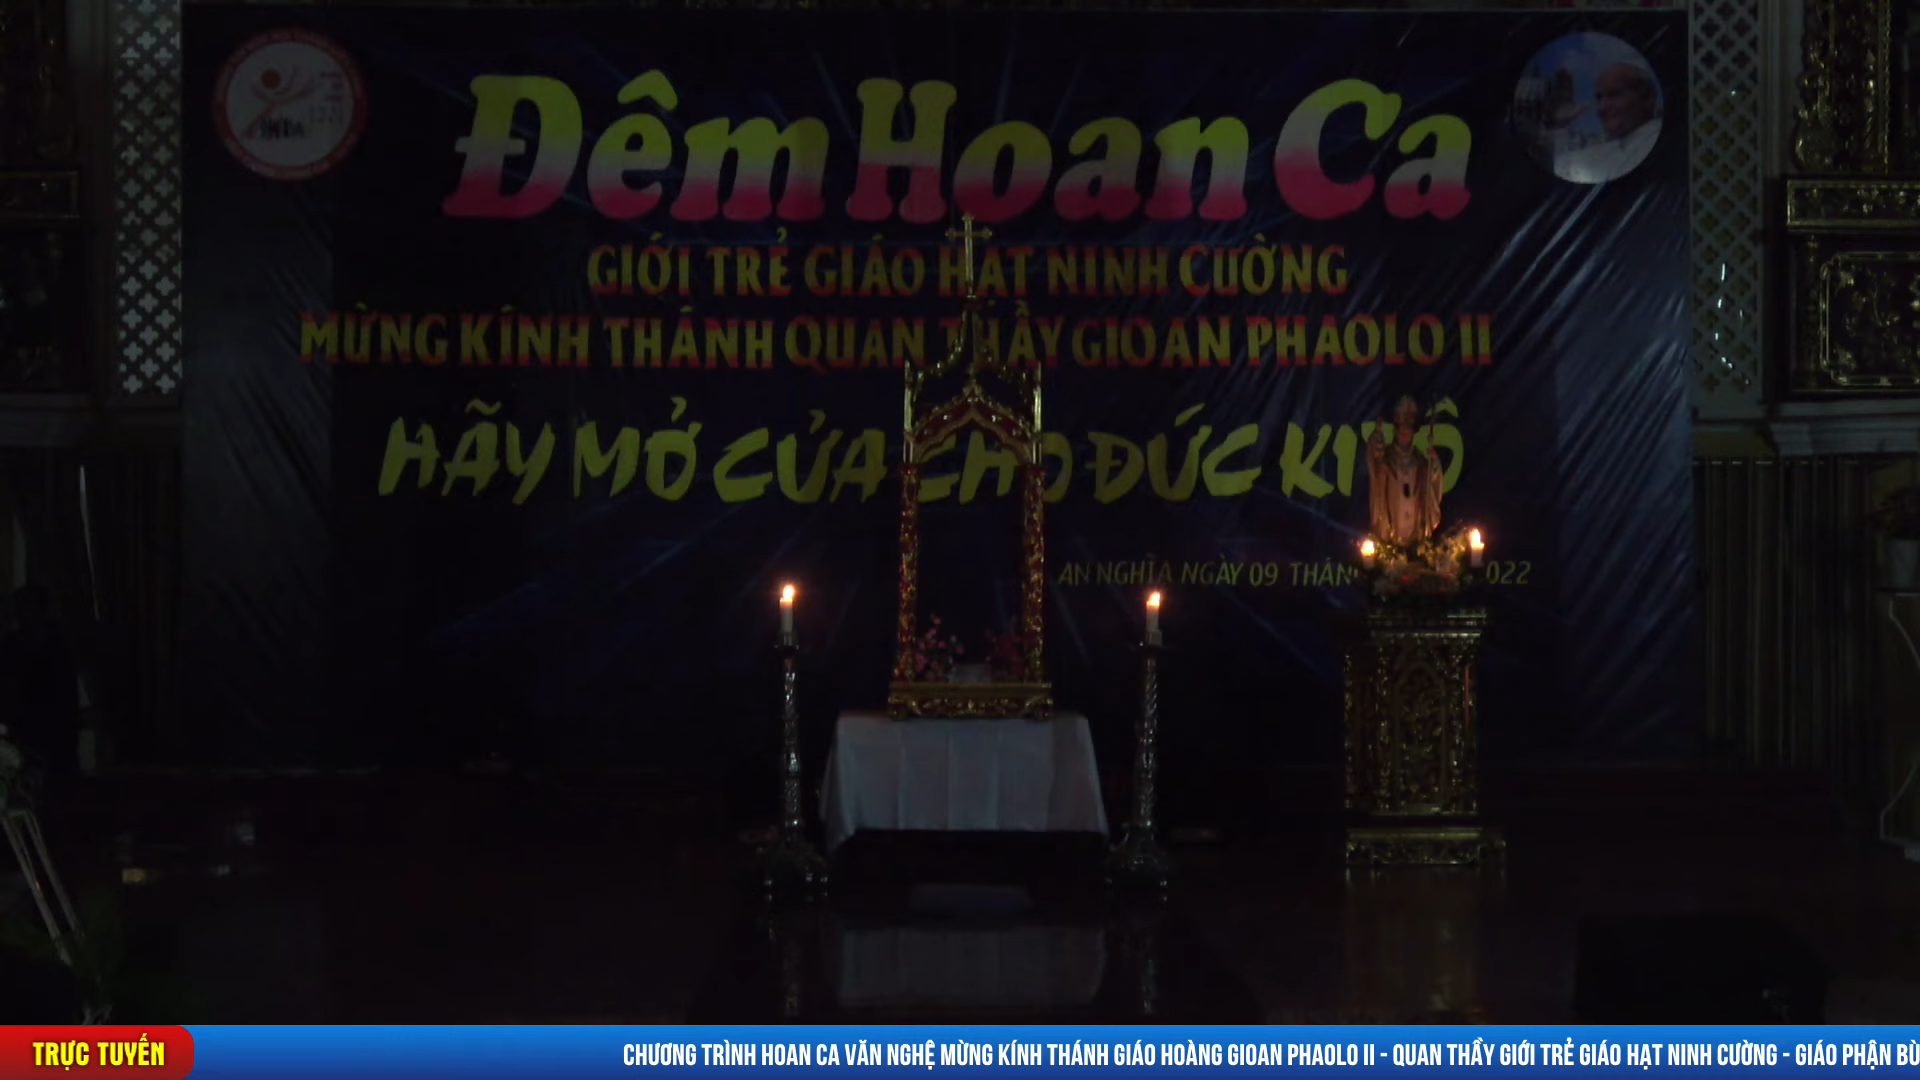 Đêm Hoan Ca
GIỚI TRẺ GIÁO HẠT NINH CƯỜNG
MỪNG KÍNH THÁNH QUAN THẦY GIOAN PHAOLO II
HÃY MỞ CỬA CHO ĐỨC KITÔ
AN NGHĨA NGÀY 09 THÁN 022
TRỰC TUYẾN
CHƯƠNG TRÌNH HOAN CA VĂN NGHỆ MỪNG KÍNH THÁNH GIÁO HOÀNG GIOAN PHAOLO II - QUAN THẦY GIỚI TRẺ GIÁO HẠT NINH CƯỜNG - GIÁO PHẬN BÙ